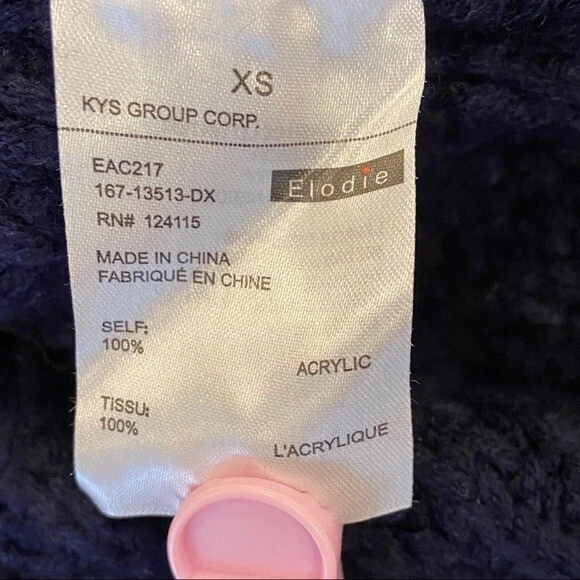 XS
KYS GROUP CORP.
EAC217
167-13513-DX
Elodie
RN# 124115
MADE IN CHINA
FABRIQUÉ EN CHINE
SELF:
100%
ACRYLIC
TISSU:
100%
L'ACRYLIQUE